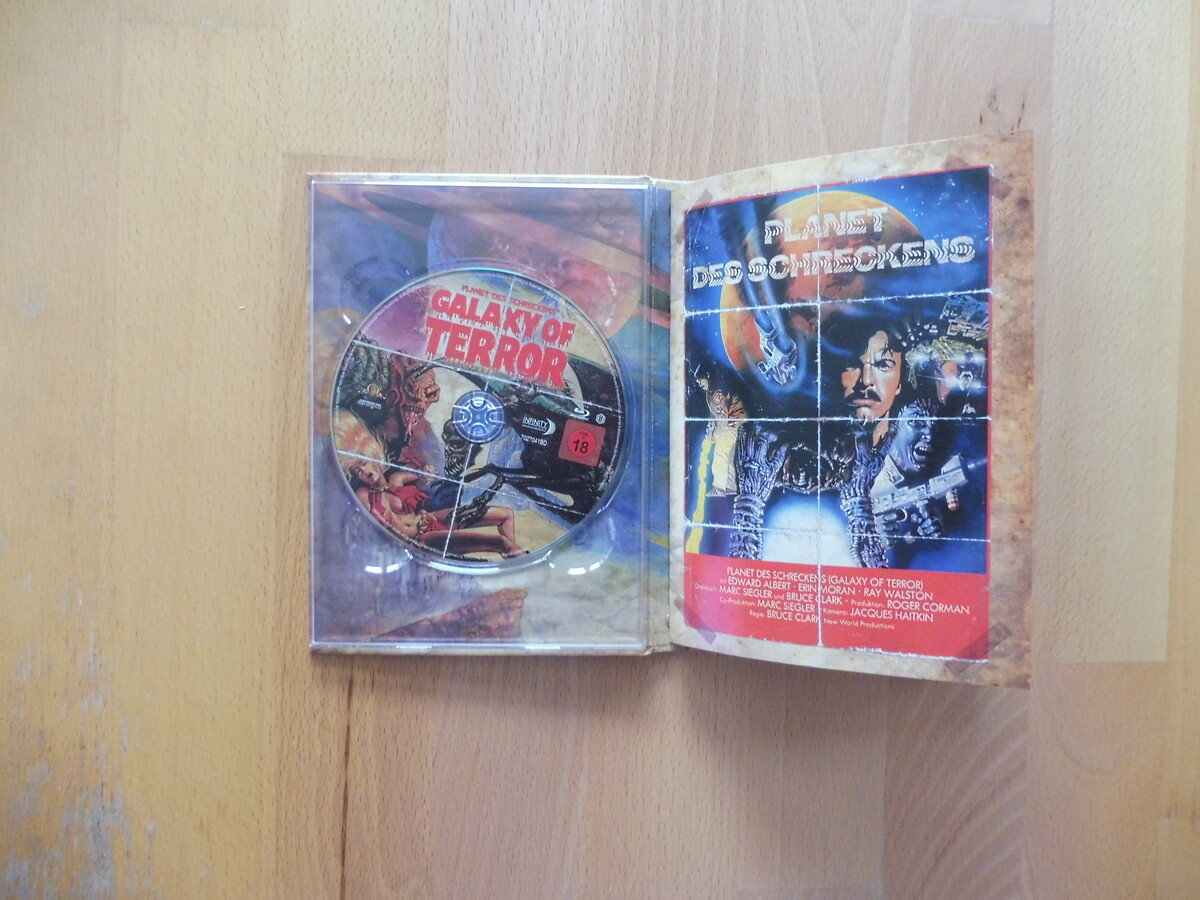 PLANET DES SCHRECKENS
GALAXY OF
TERROR
INFINITY
18
PLANET
DES SCHRECKENS
PLANET DES SCHRECKENS (GALAXY OF TERROR)
mit EDWARD ALBERT · ERIN MORAN · RAY WALSTON
Drehbuch: MARC SIEGLER und BRUCE CLARK · Produktion: ROGER CORMAN
Co-Produktion: MARC SIEGLER · Kamera: JACQUES HAITKIN
Regie: BRUCE CLARK New World Productions